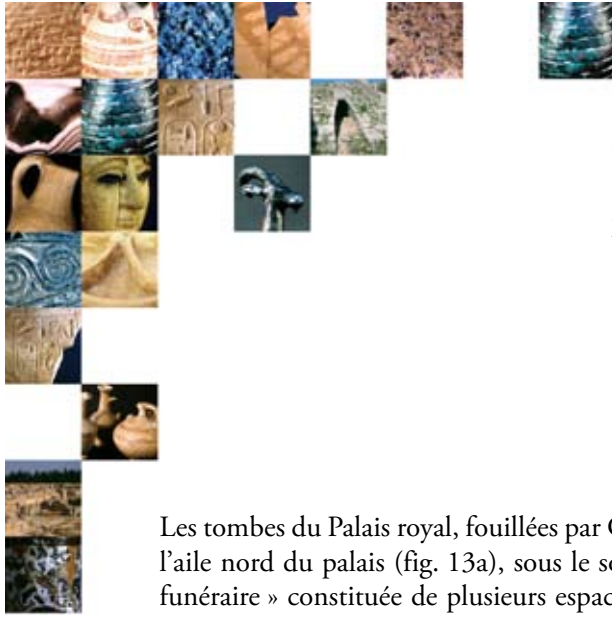 Les tombes du Palais royal, fouillées par
l’aile nord du palais (fig. 13a), sous le
funéraire » constituée de plusieurs